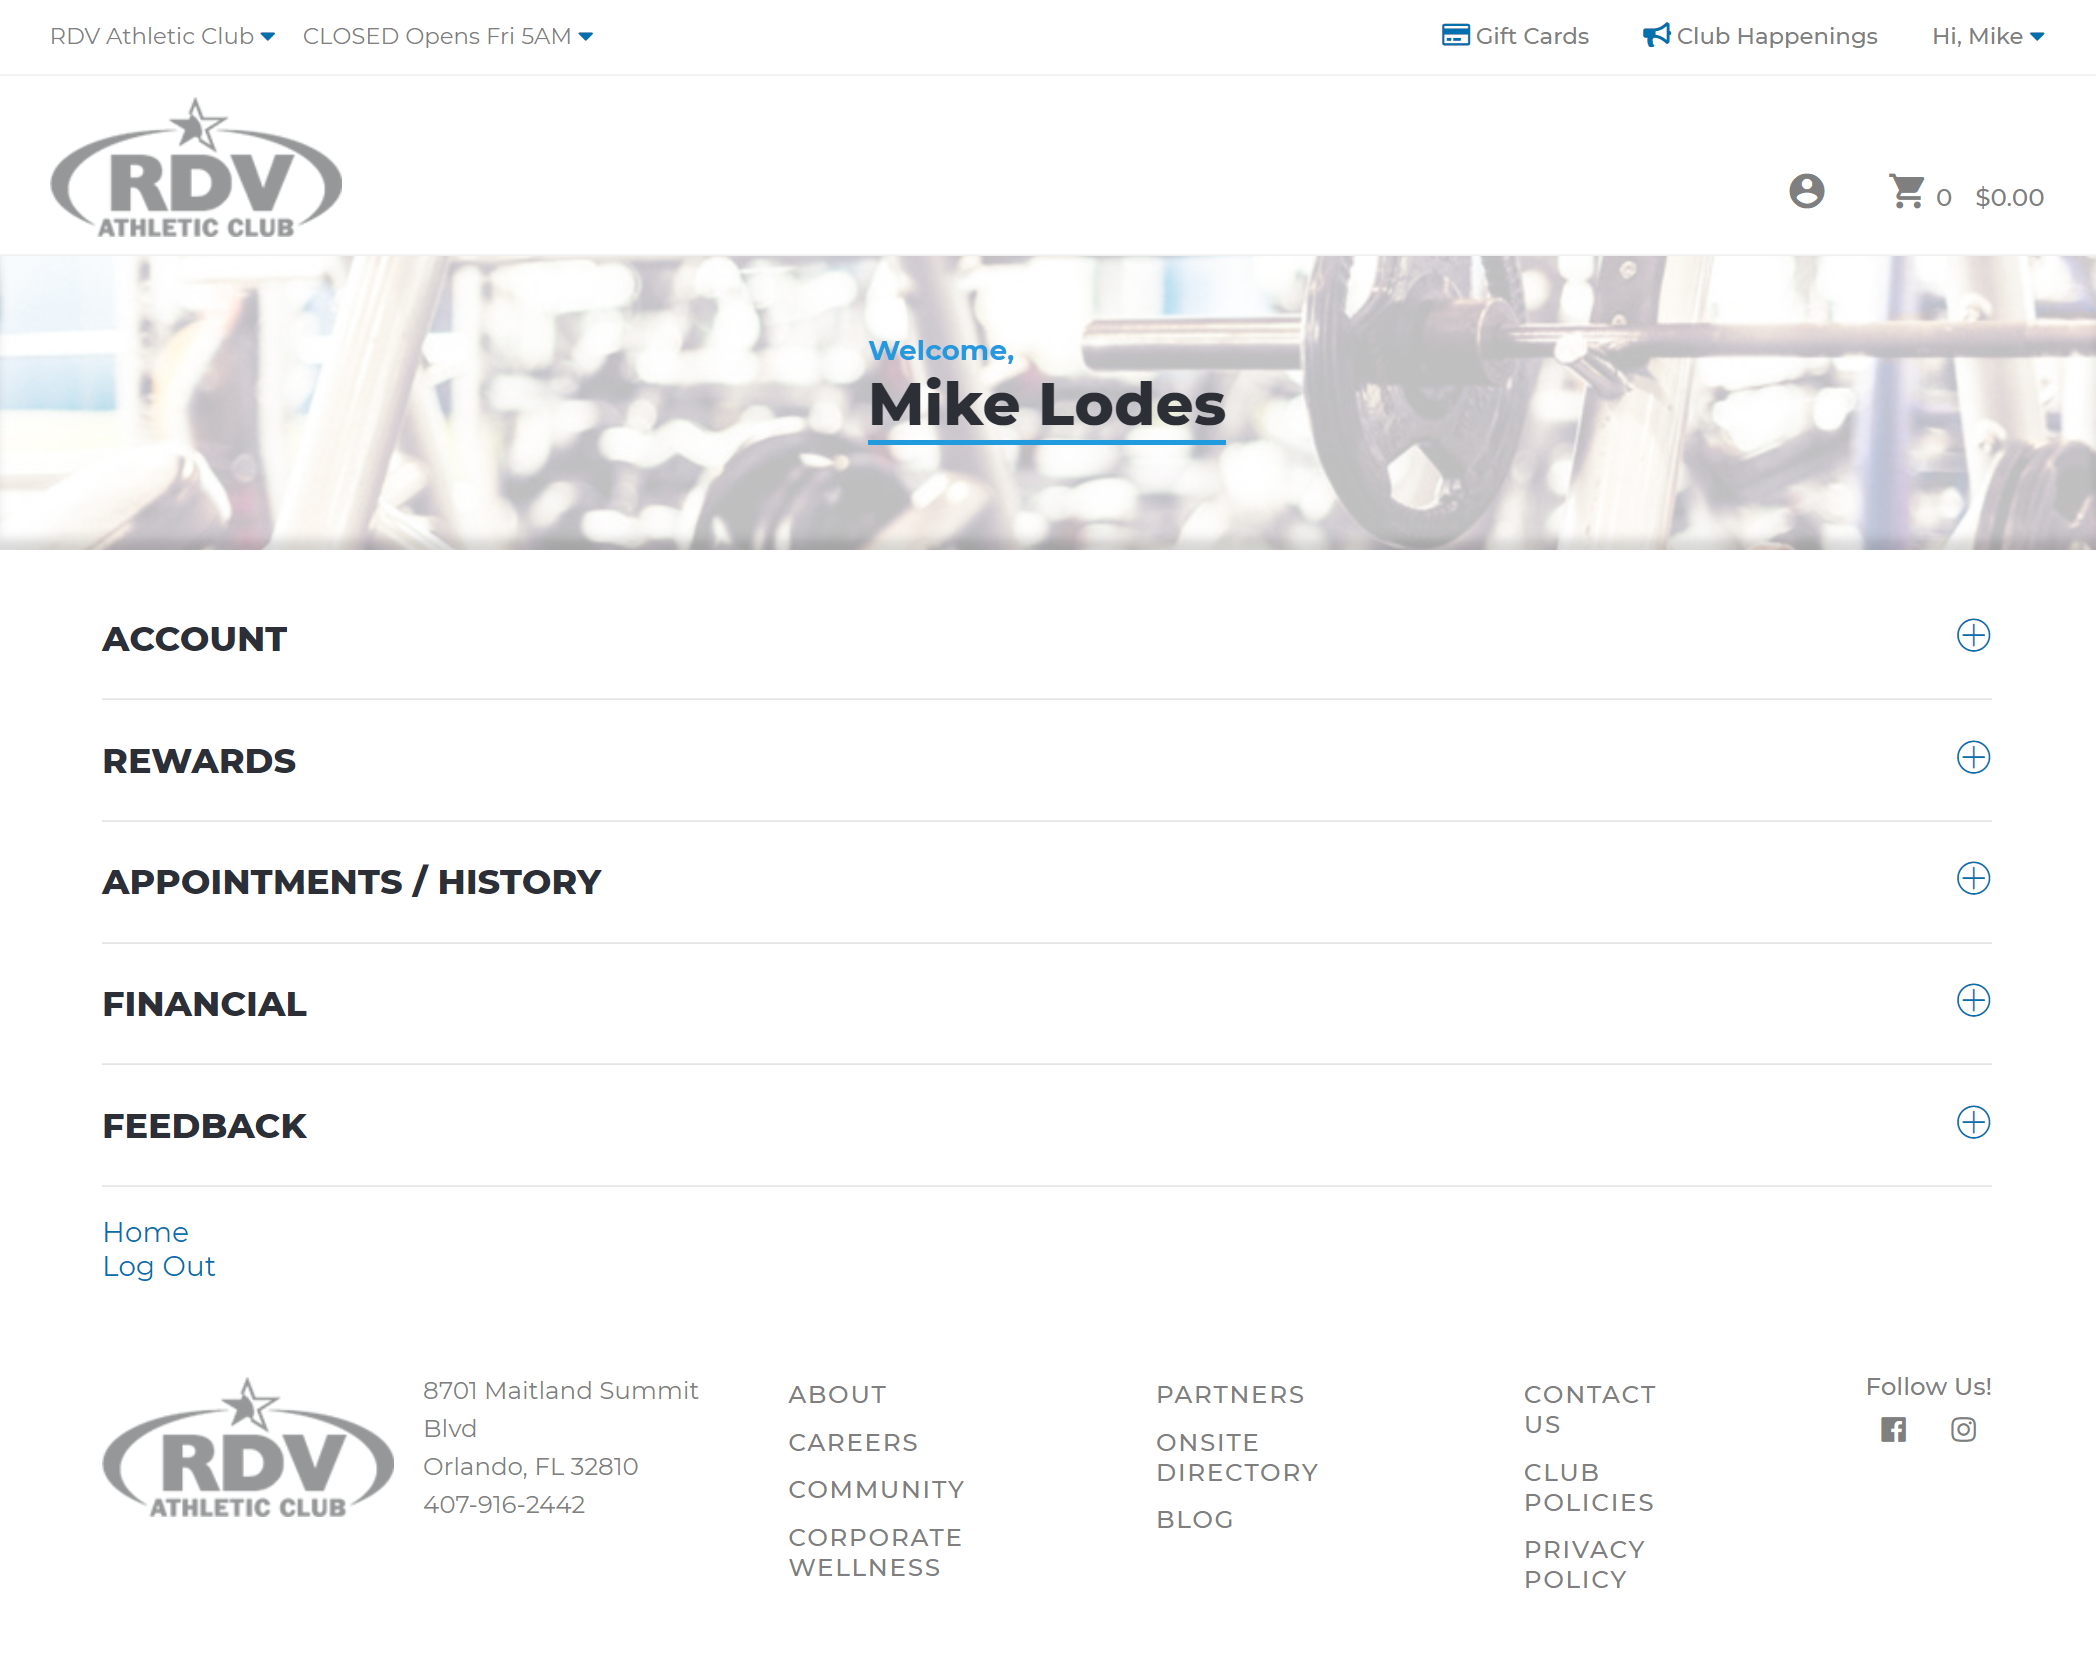 RDV Athletic Club CLOSED Opens Fri 5AM Gift Cards Club Happenings Hi, Mike
RDV
ATHLETIC CLUB
0 $0.00
Welcome,
Mike Lodes
ACCOUNT
REWARDS
APPOINTMENTS / HISTORY
FINANCIAL
FEEDBACK
Home
Log Out
RDV
ATHLETIC CLUB
8701 Maitland Summit
Blvd
Orlando, FL 32810
407-916-2442
ABOUT
CAREERS
COMMUNITY
CORPORATE
WELLNESS
PARTNERS
ONSITE
DIRECTORY
BLOG
CONTACT
US
CLUB
POLICIES
PRIVACY
POLICY
Follow Us!